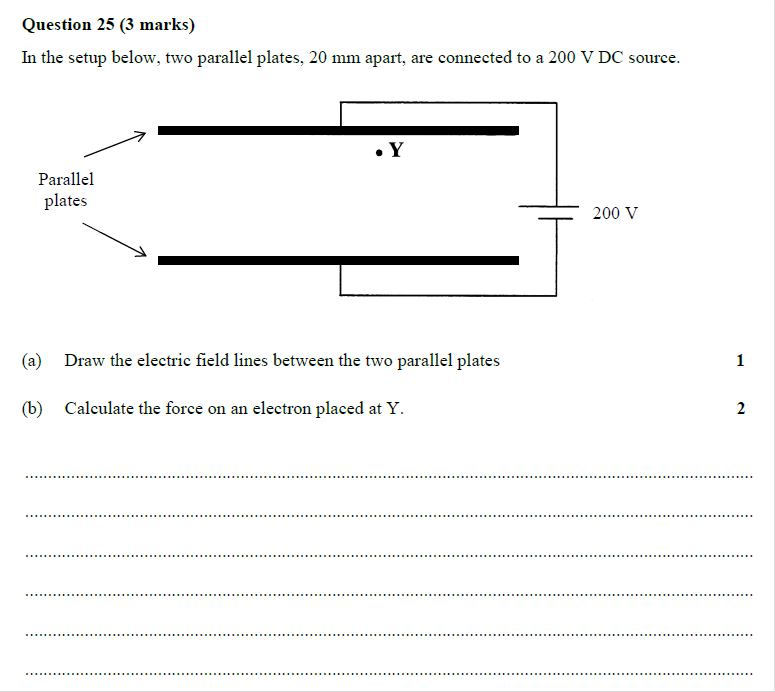 Question 25 (3 marks)
In the setup below, two parallel plates, 20 mm apart, are connected to a 200 V DC source.
Y
Parallel
plates
200 V
(a) Draw the electric field lines between the two parallel plates 1
(b) Calculate the force on an electron placed at Y. 2